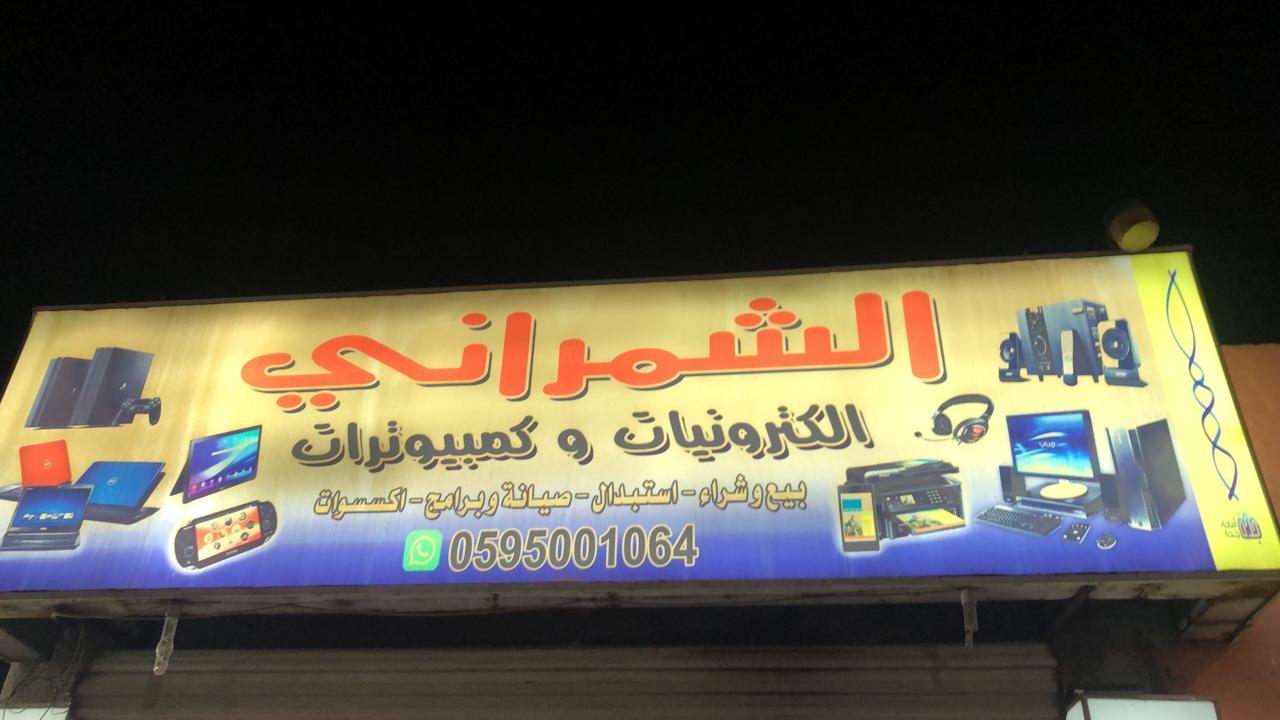 الشمراني
الكترونيات و كمبيوترات
بيع وشراء - استبدال - صيانة وبرامج - اكسسوات
0595001064